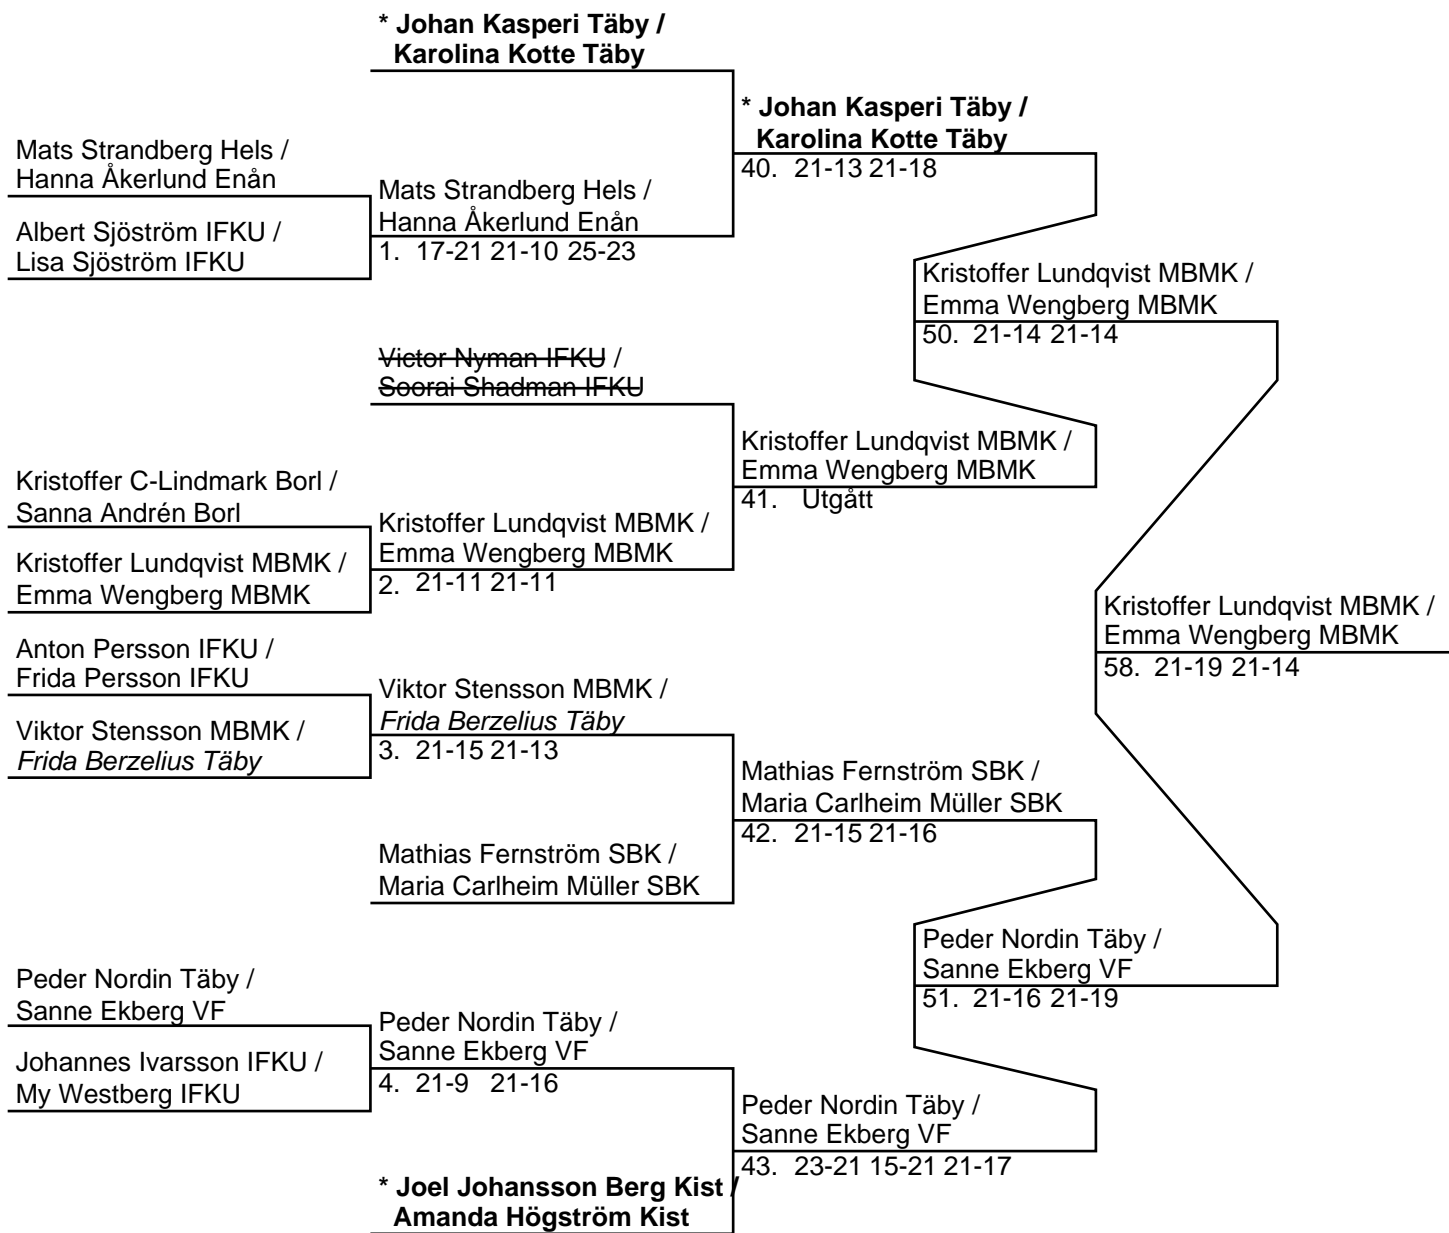 * Johan Kasperi Täby /
Karolina Kotte Täby
* Johan Kasperi Täby /
Karolina Kotte Täby
40. 21-13 21-18
Mats Strandberg Hels /
Hanna Åkerlund Enån
Albert Sjöström IFKU /
Lisa Sjöström IFKU
Mats Strandberg Hels /
Hanna Åkerlund Enån
1. 17-21 21-10 25-23
Kristoffer Lundqvist MBMK /
Emma Wengberg MBMK
50. 21-14 21-14
Victor Nyman IFKU /
Soorai Shadman IFKU
Kristoffer Lundqvist MBMK /
Emma Wengberg MBMK
41. Utgått
Kristoffer C-Lindmark Borl /
Sanna Andrén Borl
Kristoffer Lundqvist MBMK /
Emma Wengberg MBMK
Kristoffer Lundqvist MBMK /
Emma Wengberg MBMK
2. 21-11 21-11
Kristoffer Lundqvist MBMK /
Emma Wengberg MBMK
58. 21-19 21-14
Anton Persson IFKU /
Frida Persson IFKU
Viktor Stensson MBMK /
Frida Berzelius Täby
Viktor Stensson MBMK /
Frida Berzelius Täby
3. 21-15 21-13
Mathias Fernström SBK /
Maria Carlheim Müller SBK
42. 21-15 21-16
Mathias Fernström SBK /
Maria Carlheim Müller SBK
Peder Nordin Täby /
Sanne Ekberg VF
51. 21-16 21-19
Peder Nordin Täby /
Sanne Ekberg VF
Johannes Ivarsson IFKU /
My Westberg IFKU
Peder Nordin Täby /
Sanne Ekberg VF
4. 21-9 21-16
Peder Nordin Täby /
Sanne Ekberg VF
43. 23-21 15-21 21-17
* Joel Johansson Berg Kist /
Amanda Högström Kist